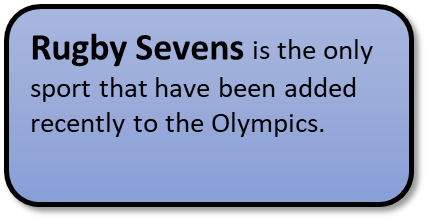 Rugby Sevens is the only
sport that have been added
recently to the Olympics.